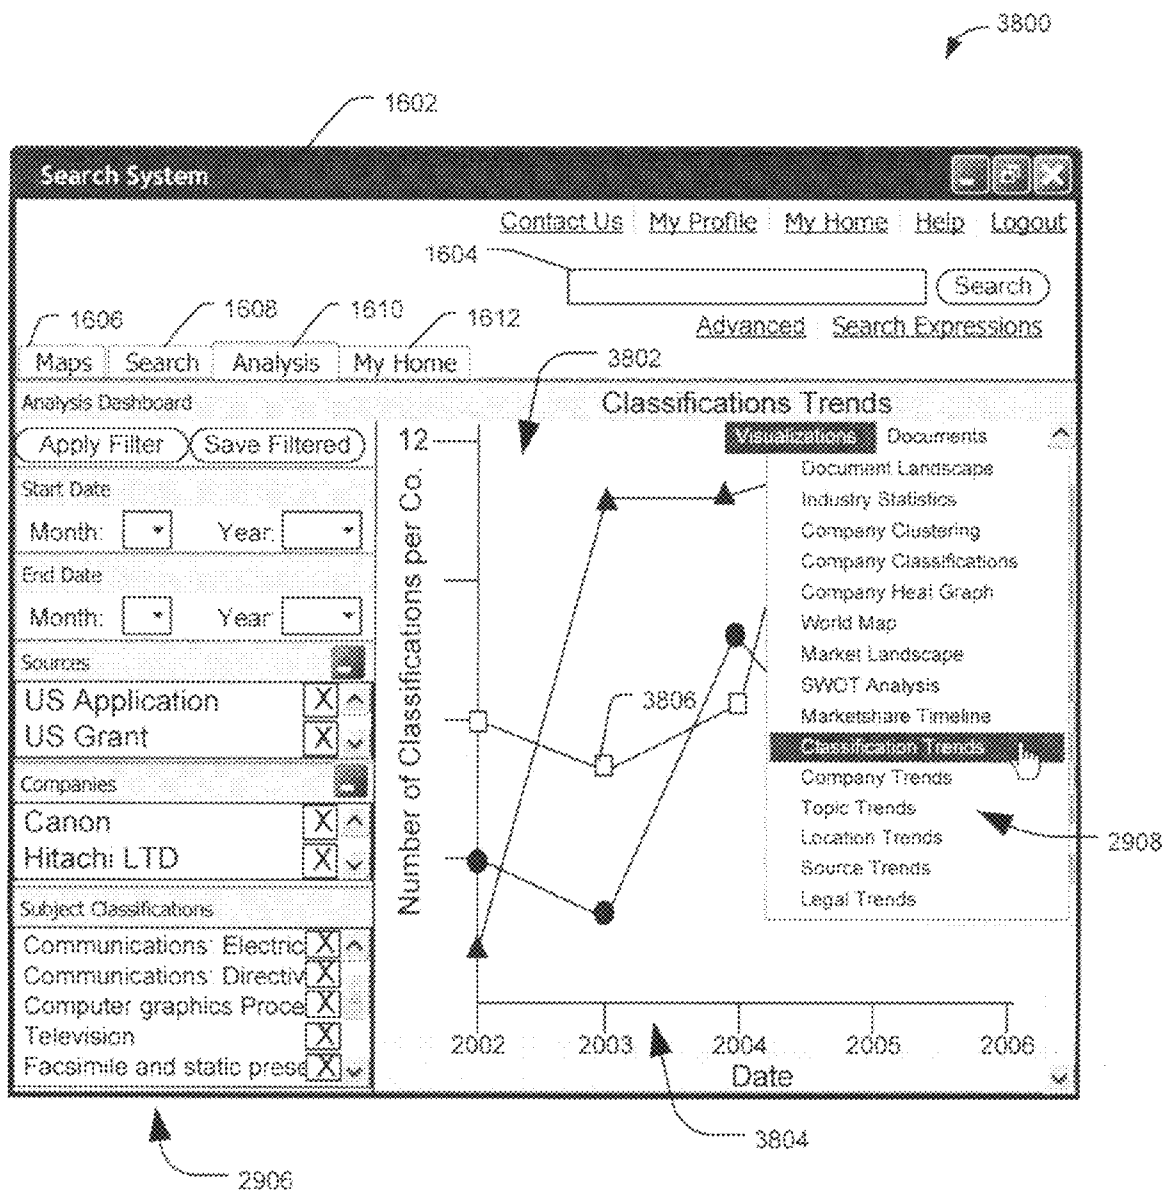 3800
1602
Search System
Contact Us My Profile My Home Help Logout
1604
Search
1606 1608 1610 1612
Advanced Search Expressions
Maps Search Analysis My Home
3802
Analysis Dashboard
Classifications Trends
Apply Filter Save Filtered
12
Visualizations Documents
Start Date
Month: Year:
End Date
Month: Year
Sources
US Application X
US Grant X
Companies
Canon X
Hitachi LTD X
Subject Classifications
Communications: Electric X
Communications: Directiv X
Computer graphics Proce X
Television X
Facsimile and static prese X
Number of Classifications per Co.
3806
Document Landscape
Industry Statistics
Company Clustering
Company Classifications
Company Heat Graph
World Map
Market Landscape
SWOT Analysis
Marketshare Timeline
Classification Trends
Company Trends
Topic Trends
Location Trends
Source Trends
Legal Trends
2908
2002 2003 2004 2005 2006
Date
3804
2906